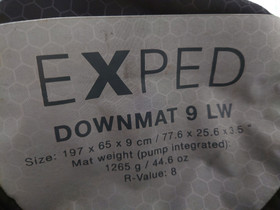 EXPED
DOWNMAT 9 LW
Size: 197 x 65 x 9 cm / 77.6 x 25.6 x 3.5"
Mat weight (pump integrated)
1265 g / 44.6 oz
R-Value: 8